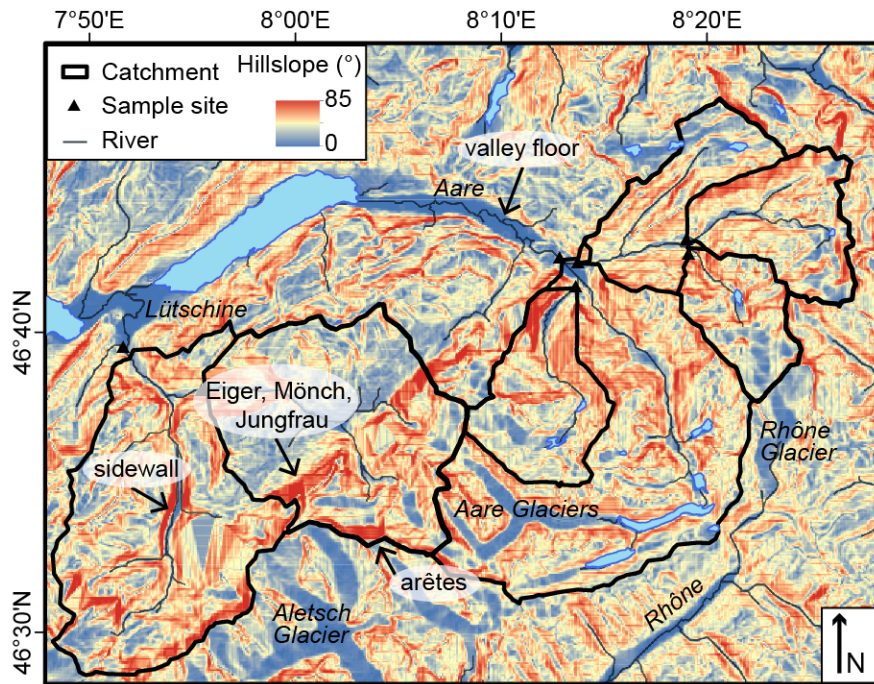 7°50'E 8°00'E 8°10'E 8°20'E
Catchment
Sample site
River
Hillslope (°)
85
0
valley floor
Aare
Lütschine
46°40'N
Eiger, Mönch,
Jungfrau
sidewall
Rhône
Glacier
Aare Glaciers
arêtes
Aletsch
Glacier
Rhône
46°30'N
N